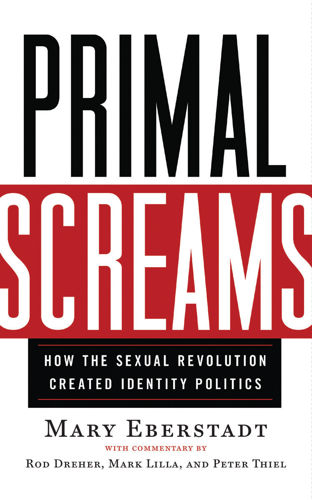 PRIMAL
SCREAMS
HOW THE SEXUAL REVOLUTION
CREATED IDENTITY POLITICS
MARY EBERSTADT
WITH COMMENTARY BY
ROD DREHER, MARK LILLA, AND PETER THIEL